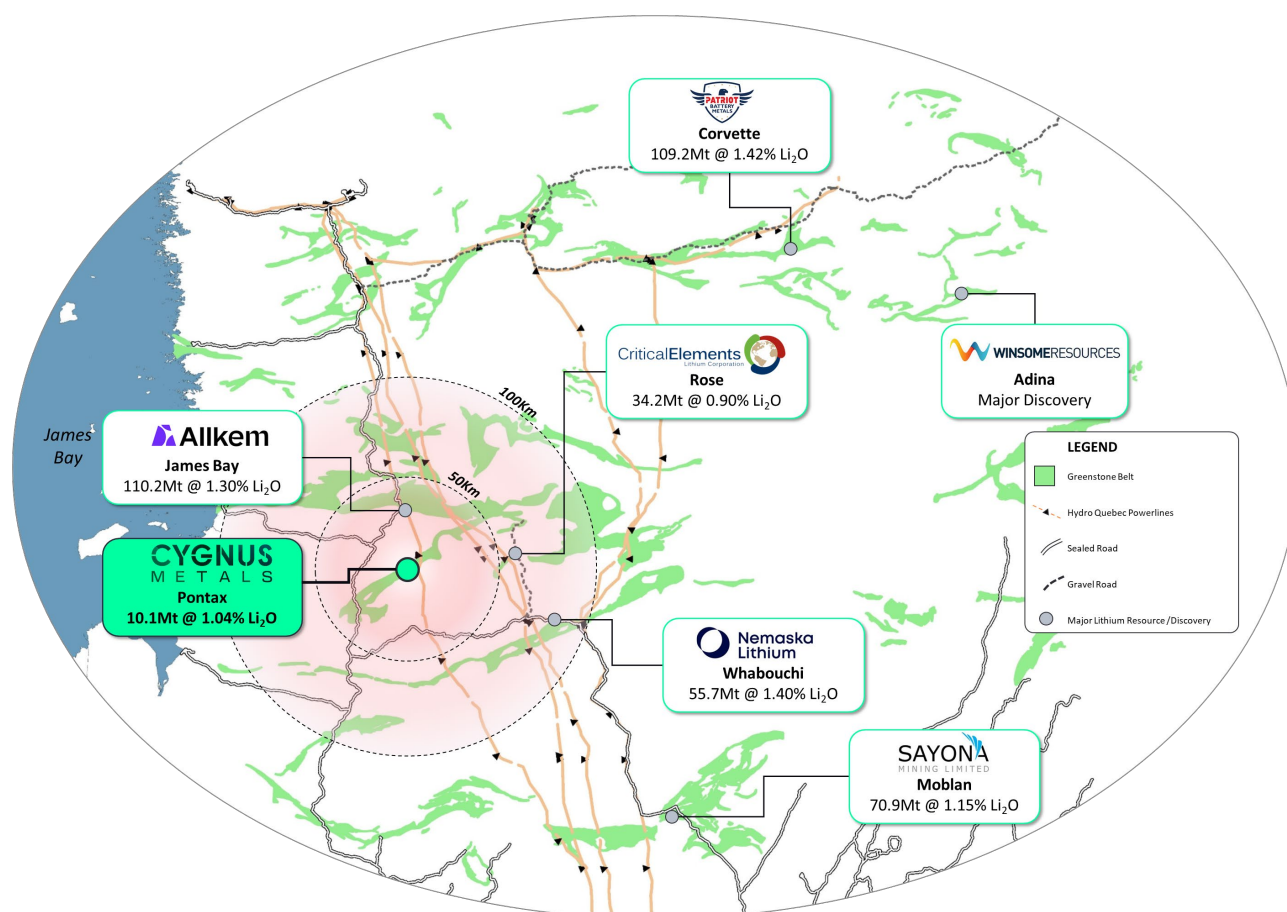 PATRIOT
BATTERY
METALS
Corvette
109.2Mt @ 1.42% Li₂O
CriticalElements
Lithium Corporation
Rose
34.2Mt @ 0.90% Li₂O
WINSOMERESOURCES
Adina
Major Discovery
100Km
50Km
James
Bay
Allkem
James Bay
110.2Mt @ 1.30% Li₂O
CYGNUS
METALS
Pontax
10.1Mt @ 1.04% Li₂O
LEGEND
Greenstone Belt
Hydro Quebec Powerlines
Sealed Road
Gravel Road
Major Lithium Resource/Discovery
Nemaska
Lithium
Whabouchi
55.7Mt @ 1.40% Li₂O
SAYONA
MINING LIMITED
Moblan
70.9Mt @ 1.15% Li₂O